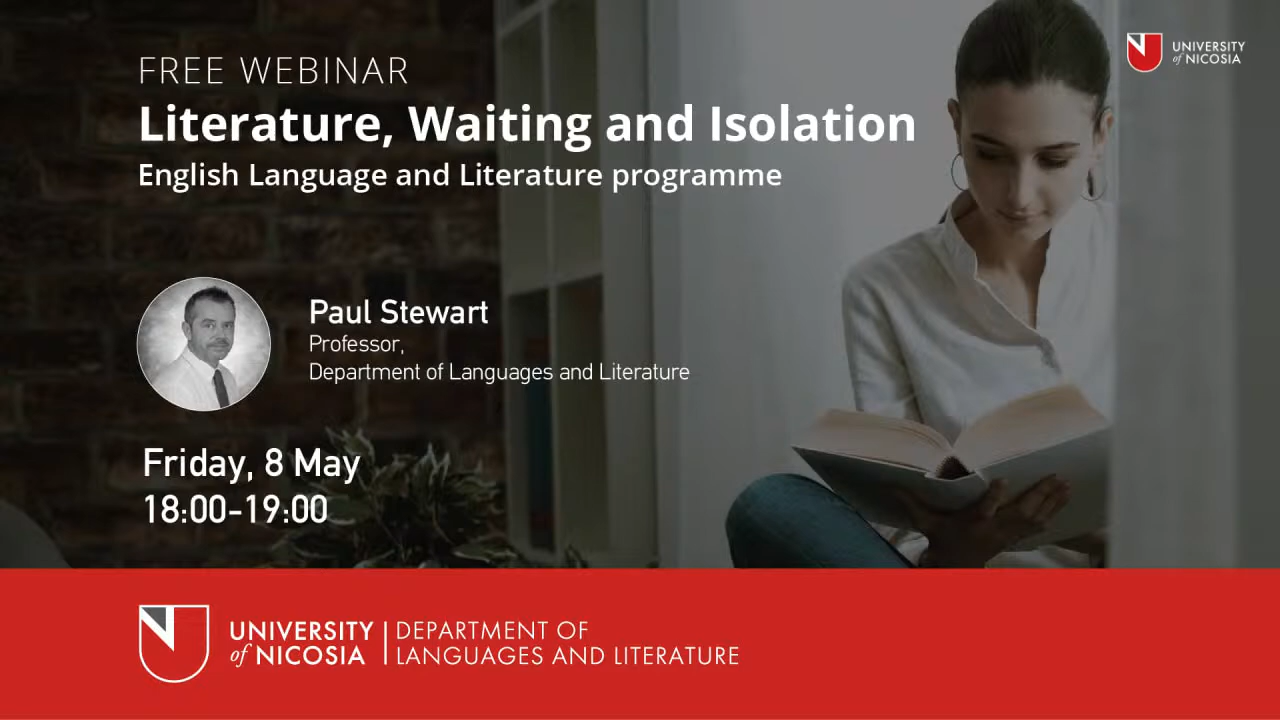 FREE WEBINAR
Literature, Waiting and Isolation
English Language and Literature programme
UNIVERSITY
of NICOSIA
Paul Stewart
Professor,
Department of Languages and Literature
Friday, 8 May
18:00-19:00
UNIVERSITY
of NICOSIA
DEPARTMENT OF
LANGUAGES AND LITERATURE